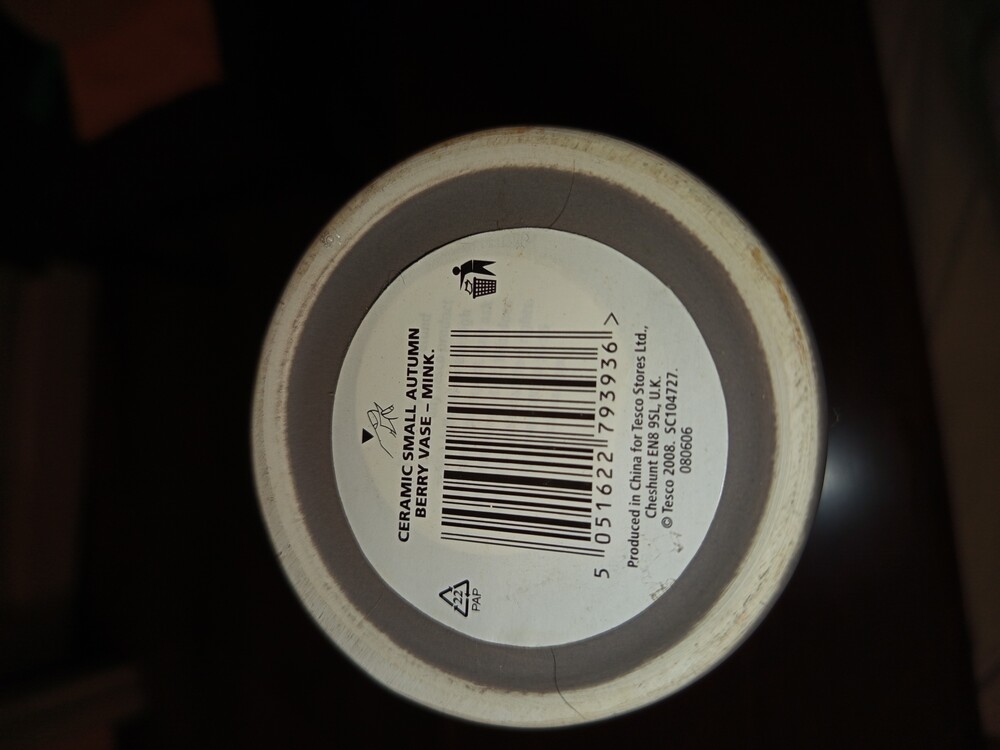 CERAMIC SMALL AUTUMN
BERRY VASE – MINK.
22
PAP
5 051622 793936 >
Produced in China for Tesco Stores Ltd.,
Cheshunt EN8 9SL, U.K.
© Tesco 2008. SC104727.
080606